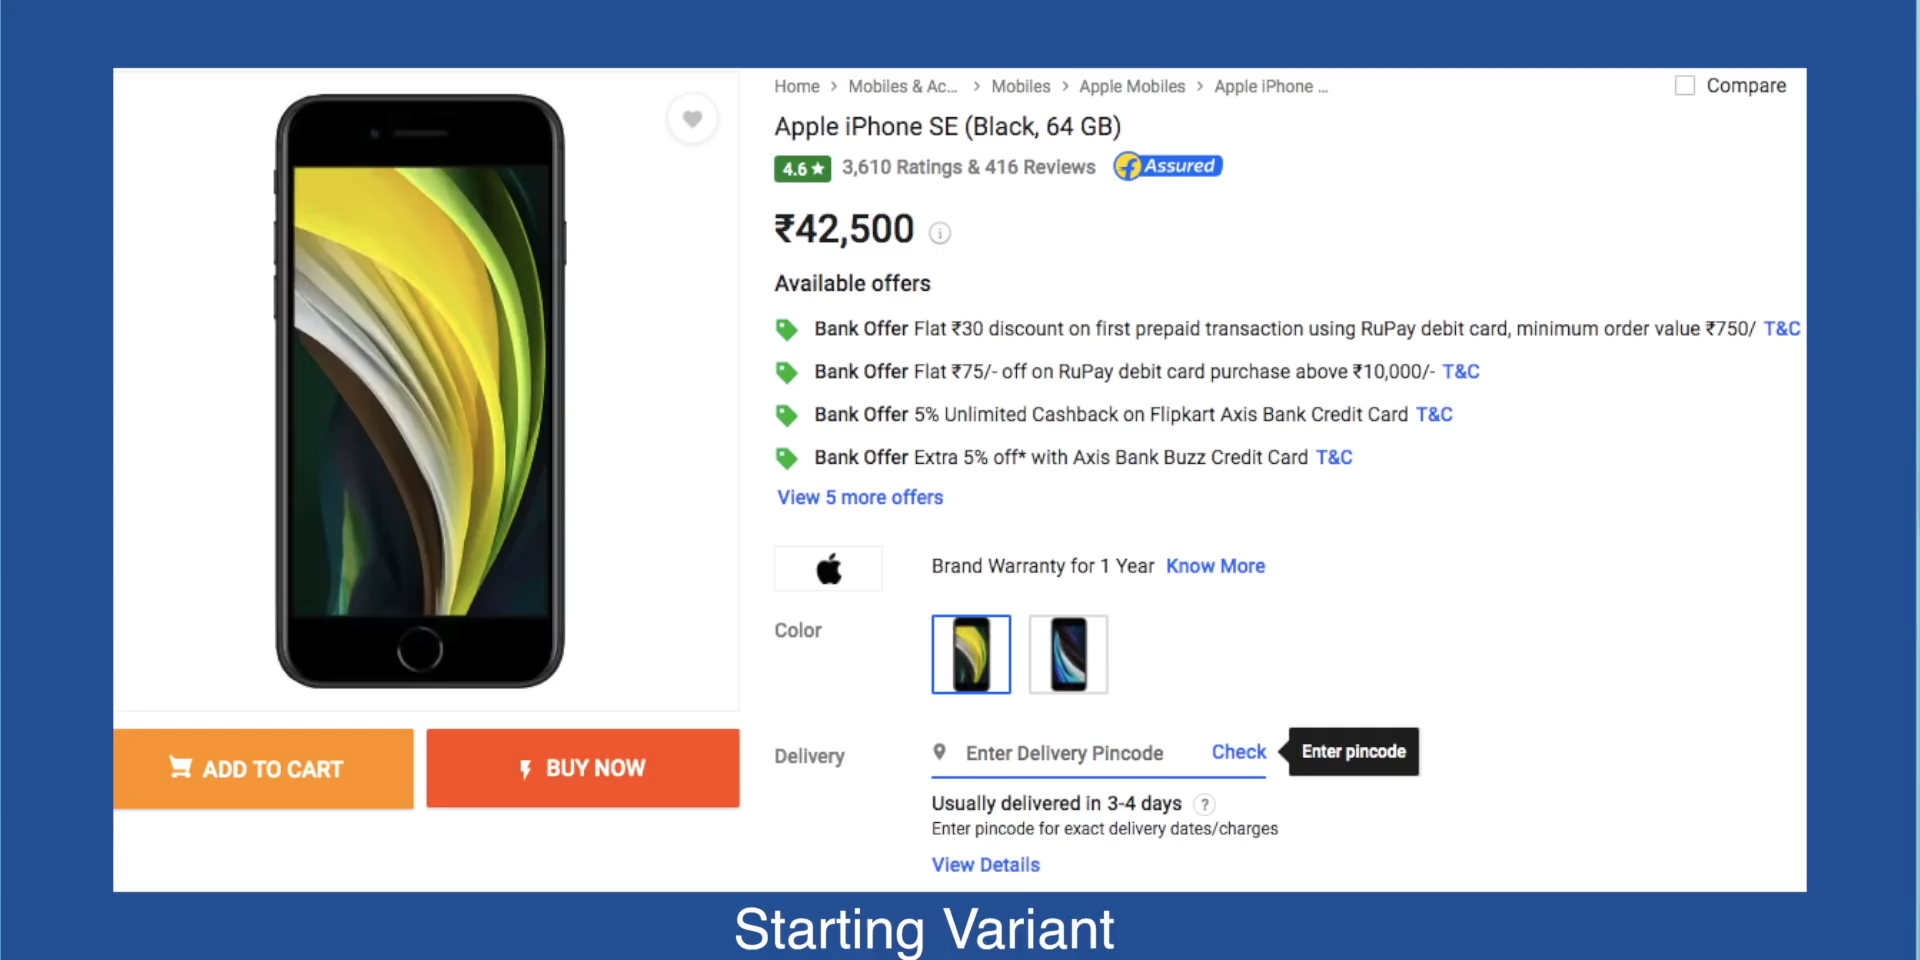 Home > Mobiles & Ac... > Mobiles > Apple Mobiles > Apple iPhone ...
Compare
Apple iPhone SE (Black, 64 GB)
4.6★ 3,610 Ratings & 416 Reviews
f Assured
₹42,500
Available offers
Bank Offer Flat ₹30 discount on first prepaid transaction using RuPay debit card, minimum order value ₹750/ T&C
Bank Offer Flat ₹75/- off on RuPay debit card purchase above ₹10,000/- T&C
Bank Offer 5% Unlimited Cashback on Flipkart Axis Bank Credit Card T&C
Bank Offer Extra 5% off* with Axis Bank Buzz Credit Card T&C
View 5 more offers
Brand Warranty for 1 Year Know More
Color
ADD TO CART
BUY NOW
Delivery
Enter Delivery Pincode Check
Enter pincode
Usually delivered in 3-4 days ?
Enter pincode for exact delivery dates/charges
View Details
Starting Variant